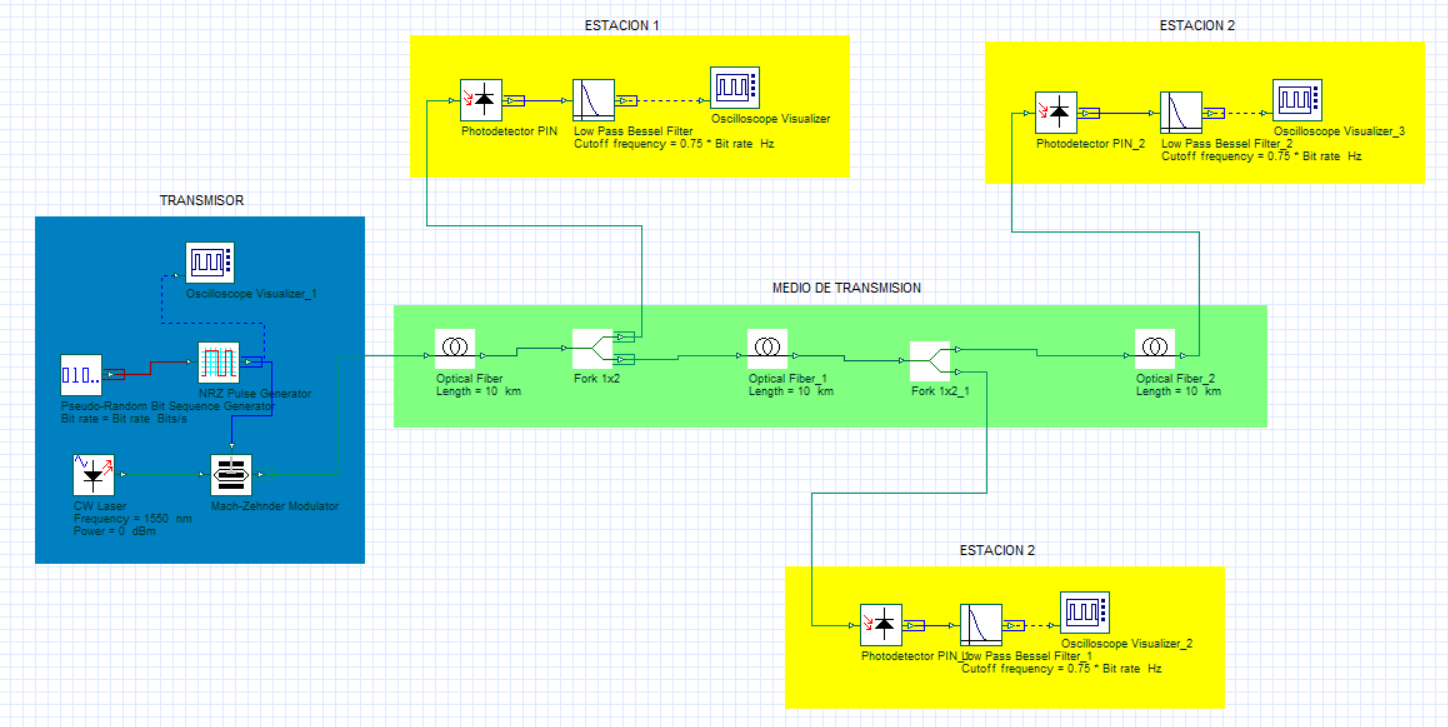 ESTACION 1
Photodetector PIN
Low Pass Bessel Filter
Cutoff frequency = 0.75 * Bit rate Hz
Oscilloscope Visualizer
ESTACION 2
Photodetector PIN_2
Low Pass Bessel Filter_2
Cutoff frequency = 0.75 * Bit rate Hz
Oscilloscope Visualizer_3
TRANSMISOR
Oscilloscope Visualizer_1
010..
NRZ Pulse Generator
Pseudo-Random Bit Sequence Generator
Bit rate = Bit rate Bits/s
CW Laser
Frequency = 1550 nm
Power = 0 dBm
Mach-Zehnder Modulator
MEDIO DE TRANSMISION
Optical Fiber
Length = 10 km
Fork 1x2
Optical Fiber_1
Length = 10 km
Fork 1x2_1
Optical Fiber_2
Length = 10 km
ESTACION 2
Photodetector PIN_1
Low Pass Bessel Filter_1
Cutoff frequency = 0.75 * Bit rate Hz
Oscilloscope Visualizer_2